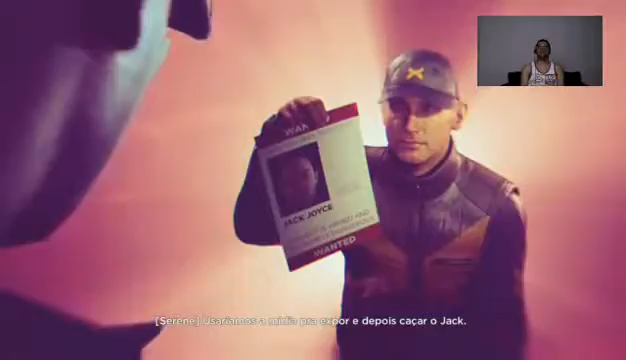 WANTED
JACK JOYCE
WANTED
[Serene] Usaríamos a mídia pra expor e depois caçar o Jack.